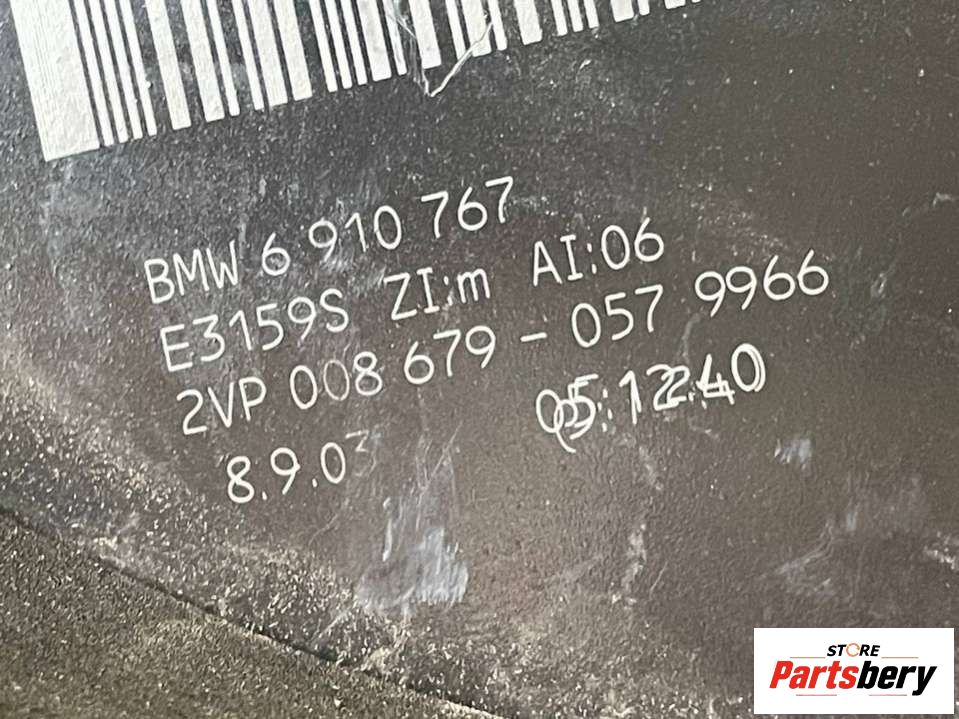 BMW 6 910 767
E3159S ZI:m AI:06
2VP 008 679 - 057 9966
8.9.03
STORE
Partsbery